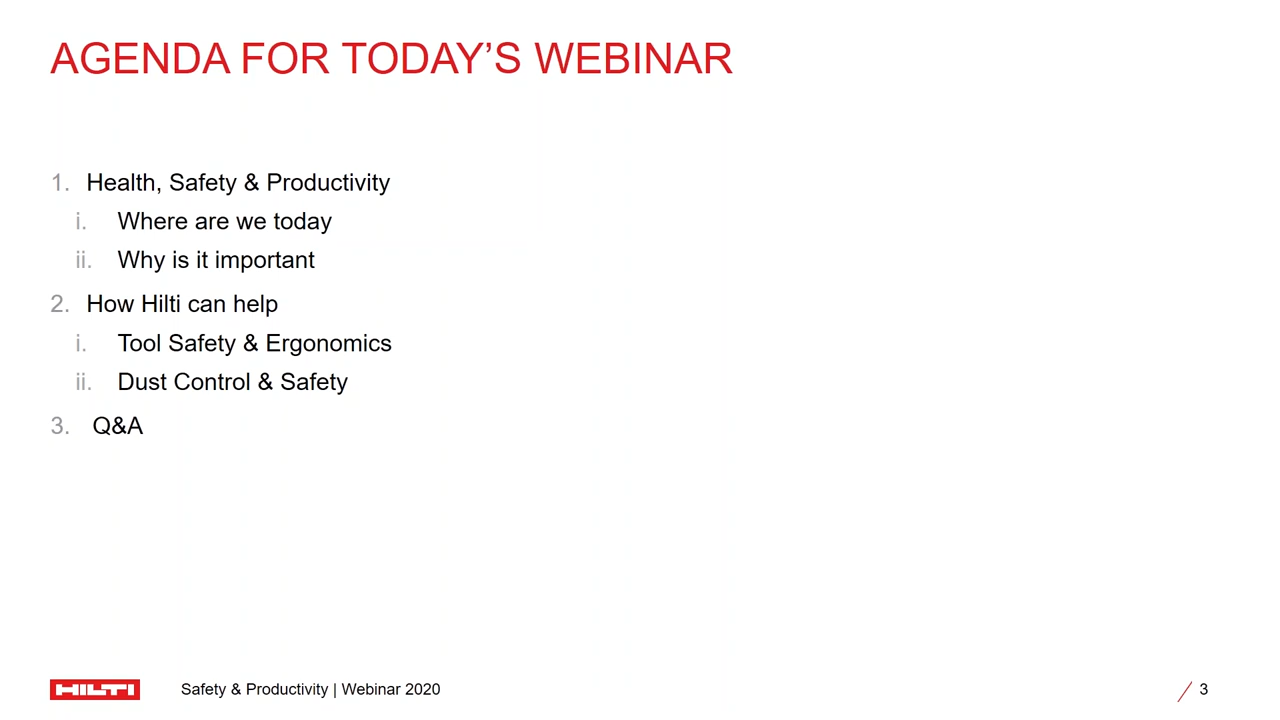 AGENDA FOR TODAY’S WEBINAR
1. Health, Safety & Productivity
i. Where are we today
ii. Why is it important
2. How Hilti can help
i. Tool Safety & Ergonomics
ii. Dust Control & Safety
3. Q&A
HILTI Safety & Productivity | Webinar 2020 / 3